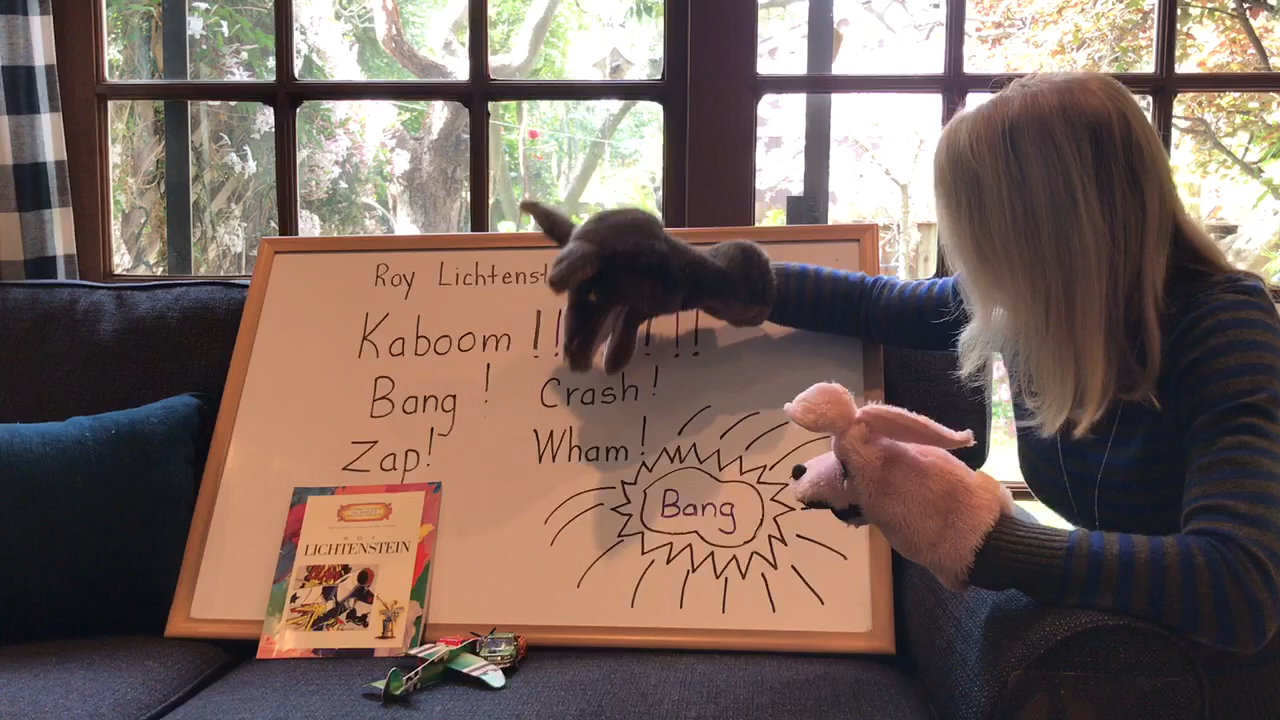 Roy Lichtenst
Kaboom !! ! !!
Bang ! Crash!
Zap! Wham!
Bang
ROY
LICHTENSTEIN